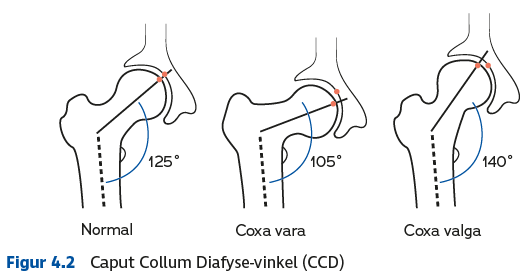 125°
105°
140°
Normal
Coxa vara
Coxa valga
Figur 4.2 Caput Collum Diafyse-vinkel (CCD)